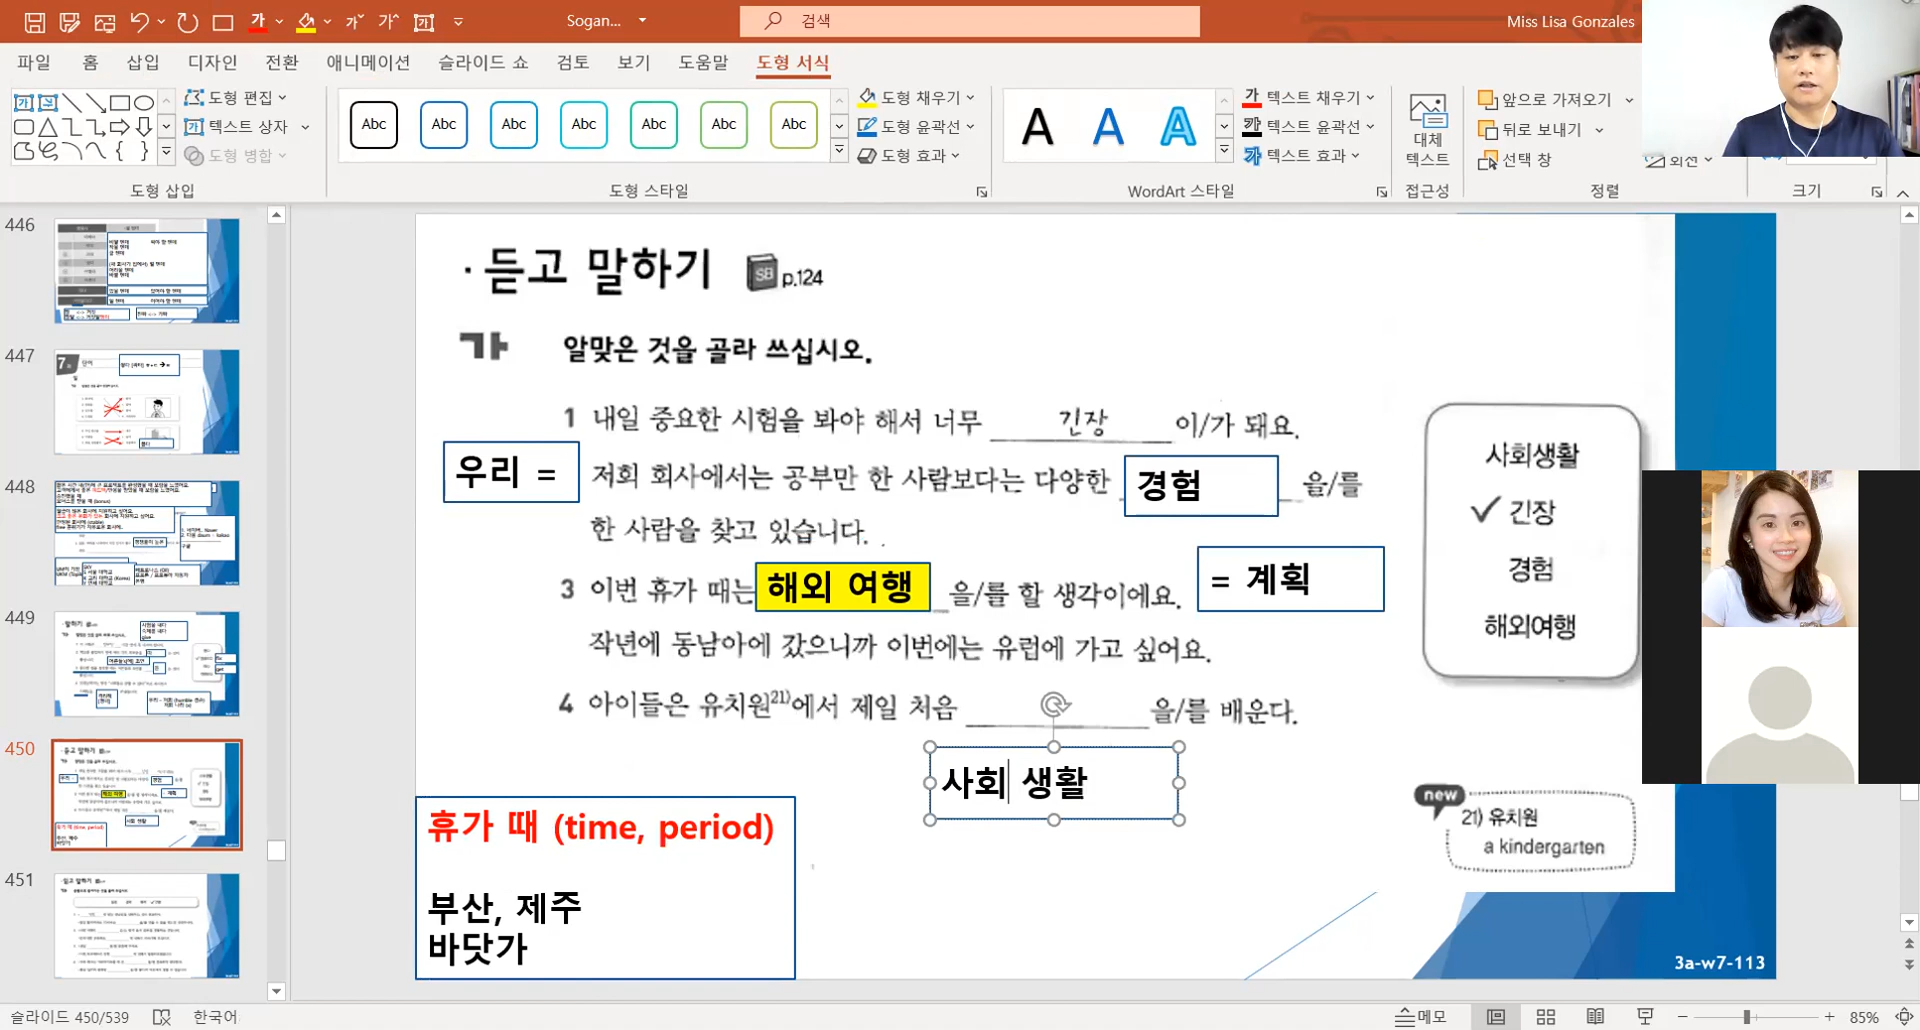 Sogan...
검색
Miss Lisa Gonzales
파일 홈 삽입 디자인 전환 애니메이션 슬라이드 쇼 검토 보기 도움말 도형 서식
도형 편집
텍스트 상자
도형 병합
도형 삽입
Abc Abc Abc Abc Abc Abc Abc
도형 채우기
도형 윤곽선
도형 효과
도형 스타일
A A A
텍스트 채우기
텍스트 윤곽선
텍스트 효과
WordArt 스타일
대체
텍스트
접근성
앞으로 가져오기
뒤로 보내기
선택 창
회전
정렬
크기
446
447
448
449
450
451
· 듣고 말하기 SB p.124
가 알맞은 것을 골라 쓰십시오.
1 내일 중요한 시험을 봐야 해서 너무 긴장 이/가 돼요.
우리 = 저희 회사에서는 공부만 한 사람보다는 다양한 경험 을/를
한 사람을 찾고 있습니다.
3 이번 휴가 때는 해외 여행 을/를 할 생각이에요. = 계획
작년에 동남아에 갔으니까 이번에는 유럽에 가고 싶어요.
4 아이들은 유치원21)에서 제일 처음 을/를 배운다.
사회 생활
사회생활
✓ 긴장
경험
해외여행
휴가 때 (time, period)
부산, 제주
바닷가
new
21) 유치원
a kindergarten
3a-w7-113
슬라이드 450/539 한국어
메모
85%